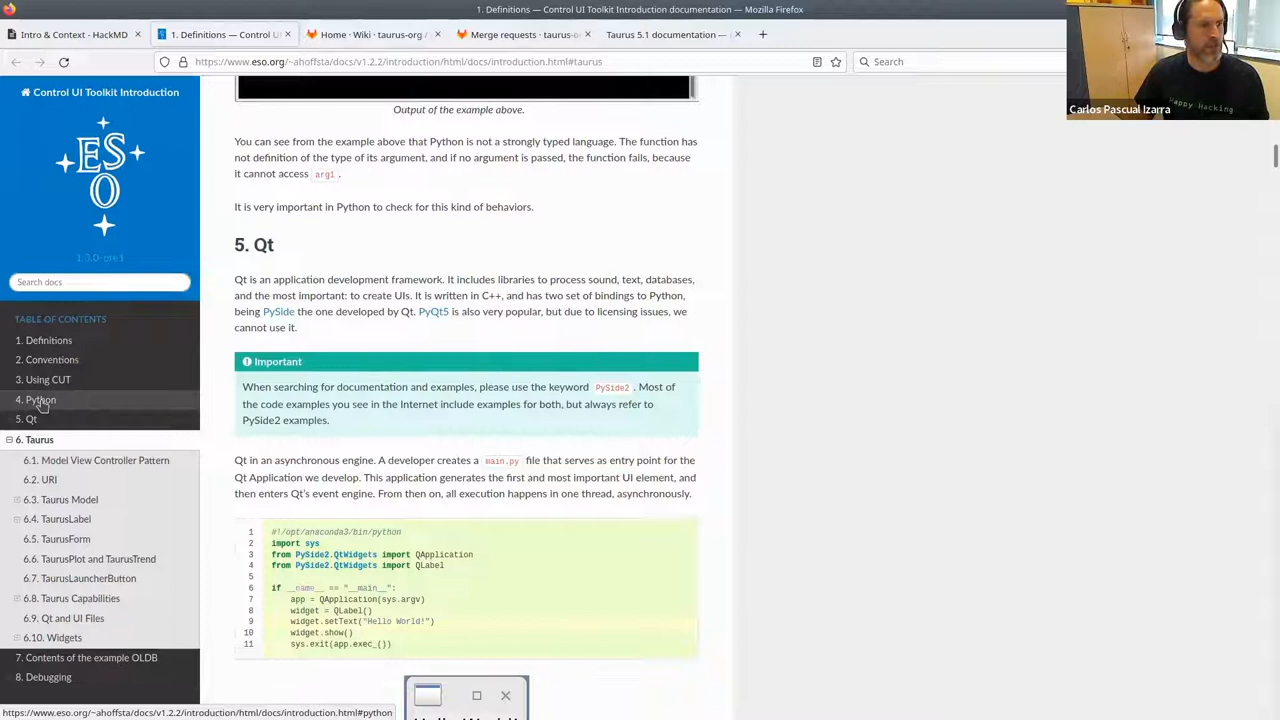 1. Definitions — Control UI Toolkit Introduction documentation — Mozilla Firefox
Intro & Context - HackMD
1. Definitions — Control U
Home · Wiki · taurus-org /
Merge requests · taurus-o
Taurus 5.1 documentation —
https://www.eso.org/~ahoffsta/docs/v1.2.2/introduction/html/docs/introduction.html#taurus
Search
Happy Hacking
Carlos Pascual Izarra
Control UI Toolkit Introduction
ESO
1.3.0-pre1
Search docs
TABLE OF CONTENTS
1. Definitions
2. Conventions
3. Using CUT
4. Python
5. Qt
6. Taurus
6.1. Model View Controller Pattern
6.2. URI
6.3. Taurus Model
6.4. TaurusLabel
6.5. TaurusForm
6.6. TaurusPlot and TaurusTrend
6.7. TaurusLauncherButton
6.8. Taurus Capabilities
6.9. Qt and UI Files
6.10. Widgets
7. Contents of the example OLDB
8. Debugging
https://www.eso.org/~ahoffsta/docs/v1.2.2/introduction/html/docs/introduction.html#python
Output of the example above.
You can see from the example above that Python is not a strongly typed language. The function has
not definition of the type of its argument, and if no argument is passed, the function fails, because
it cannot access arg1.
It is very important in Python to check for this kind of behaviors.
5. Qt
Qt is an application development framework. It includes libraries to process sound, text, databases,
and the most important: to create UIs. It is written in C++, and has two set of bindings to Python,
being PySide the one developed by Qt. PyQt5 is also very popular, but due to licensing issues, we
cannot use it.
Important
When searching for documentation and examples, please use the keyword PySide2. Most of
the code examples you see in the Internet include examples for both, but always refer to
PySide2 examples.
Qt in an asynchronous engine. A developer creates a main.py file that serves as entry point for the
Qt Application we develop. This application generates the first and most important UI element, and
then enters Qt's event engine. From then on, all execution happens in one thread, asynchronously.
1 #!/opt/anaconda3/bin/python
2 import sys
3 from PySide2.QtWidgets import QApplication
4 from PySide2.QtWidgets import QLabel
5
6 if __name__ == "__main__":
7 app = QApplication(sys.argv)
8 widget = QLabel()
9 widget.setText("Hello World!")
10 widget.show()
11 sys.exit(app.exec_())